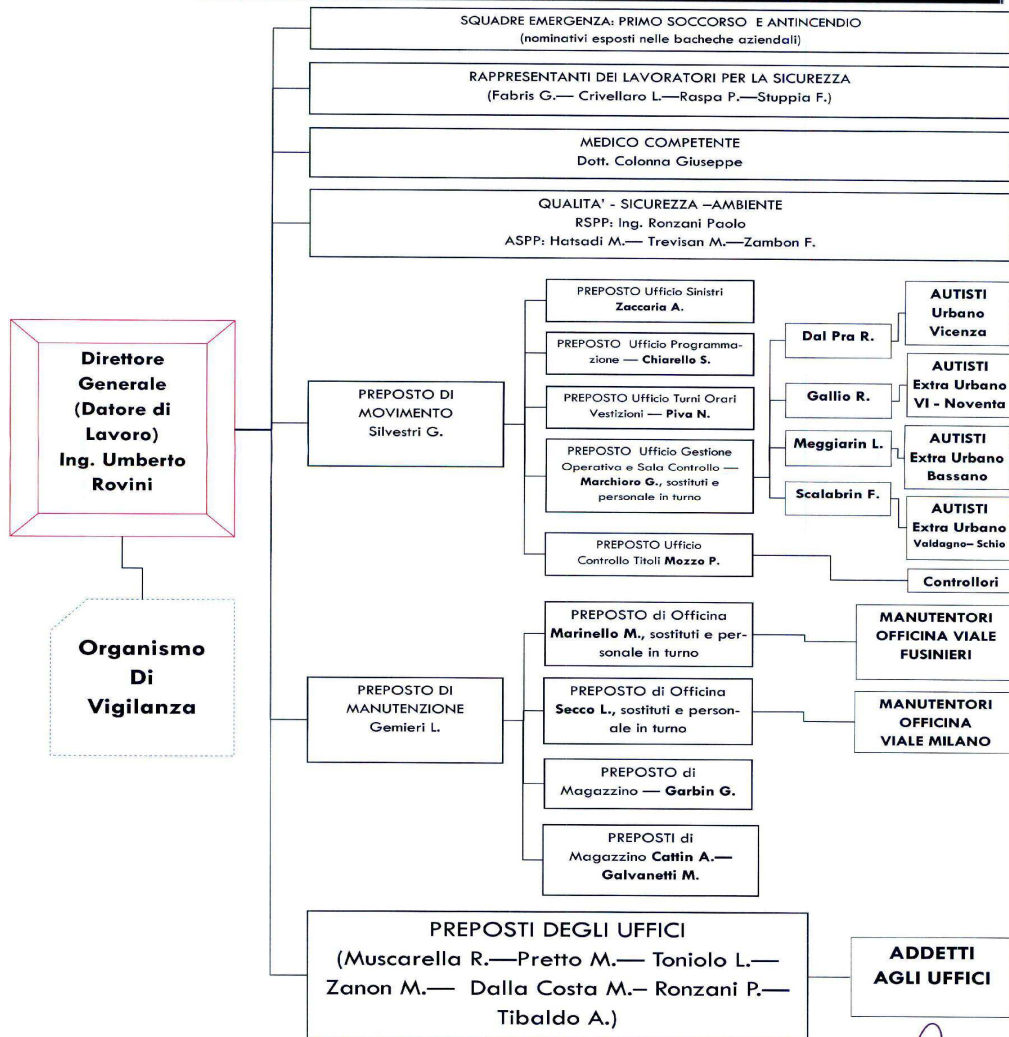 SQUADRE EMERGENZA: PRIMO SOCCORSO E ANTINCENDIO
(nominativi esposti nelle bacheche aziendali)
RAPPRESENTANTI DEI LAVORATORI PER LA SICUREZZA
(Fabris G.— Crivellaro L.—Raspa P.—Stuppia F.)
MEDICO COMPETENTE
Dott. Colonna Giuseppe
QUALITA' - SICUREZZA –AMBIENTE
RSPP: Ing. Ronzani Paolo
ASPP: Hatsadi M.— Trevisan M.—Zambon F.
Direttore
Generale
(Datore di
Lavoro)
Ing. Umberto
Rovini
Organismo
Di
Vigilanza
PREPOSTO DI
MOVIMENTO
Silvestri G.
PREPOSTO Ufficio Sinistri
Zaccaria A.
PREPOSTO Ufficio Programma-
zione — Chiarello S.
PREPOSTO Ufficio Turni Orari
Vestizioni — Piva N.
PREPOSTO Ufficio Gestione
Operativa e Sala Controllo —
Marchioro G., sostituti e
personale in turno
PREPOSTO Ufficio
Controllo Titoli Mozzo P.
Dal Pra R.
Gallio R.
Meggiarin L.
Scalabrin F.
AUTISTI
Urbano
Vicenza
AUTISTI
Extra Urbano
VI - Noventa
AUTISTI
Extra Urbano
Bassano
AUTISTI
Extra Urbano
Valdagno– Schio
Controllori
PREPOSTO DI
MANUTENZIONE
Gemieri L.
PREPOSTO di Officina
Marinello M., sostituti e per-
sonale in turno
PREPOSTO di Officina
Secco L., sostituti e person-
ale in turno
PREPOSTO di
Magazzino — Garbin G.
PREPOSTI di
Magazzino Cattin A.—
Galvanetti M.
MANUTENTORI
OFFICINA VIALE
FUSINIERI
MANUTENTORI
OFFICINA
VIALE MILANO
PREPOSTI DEGLI UFFICI
(Muscarella R.—Pretto M.— Toniolo L.—
Zanon M.— Dalla Costa M.– Ronzani P.—
Tibaldo A.)
ADDETTI
AGLI UFFICI